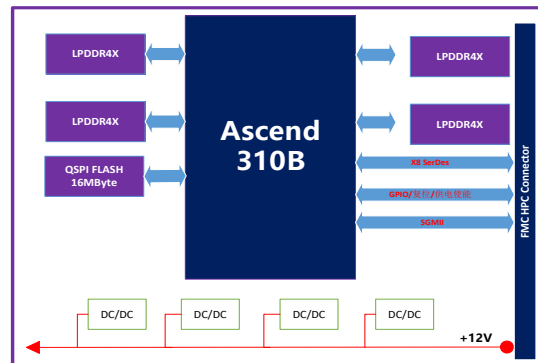 LPDDR4X
LPDDR4X
LPDDR4X
LPDDR4X
QSPI FLASH
16MByte
Ascend
310B
X8 SerDes
GPIO/复位/供电使能
SGMII
FMC HPC Connector
DC/DC
DC/DC
DC/DC
DC/DC
+12V